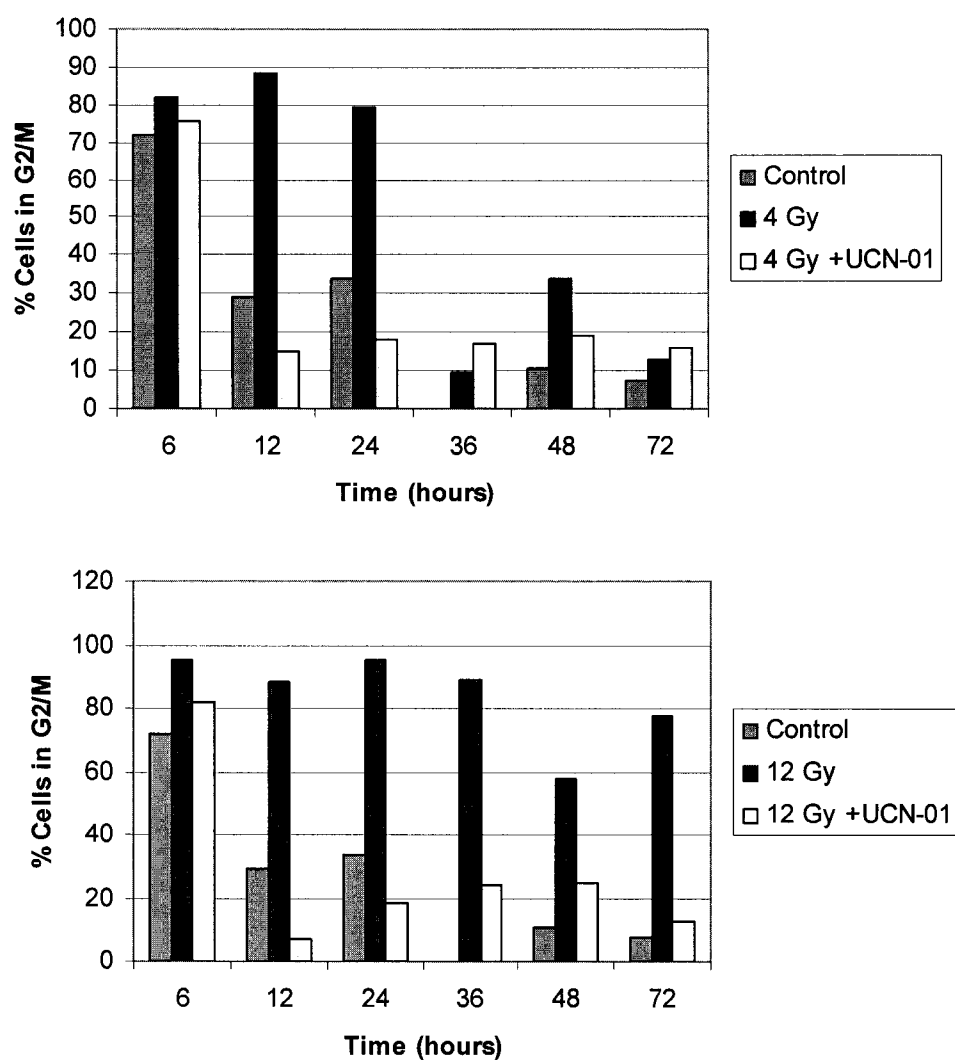 100
90
80
70
60
50
40
30
20
10
0
% Cells in G2/M
6 12 24 36 48 72
Time (hours)
Control
4 Gy
4 Gy +UCN-01
120
100
80
60
40
20
0
% Cells in G2/M
6 12 24 36 48 72
Time (hours)
Control
12 Gy
12 Gy +UCN-01